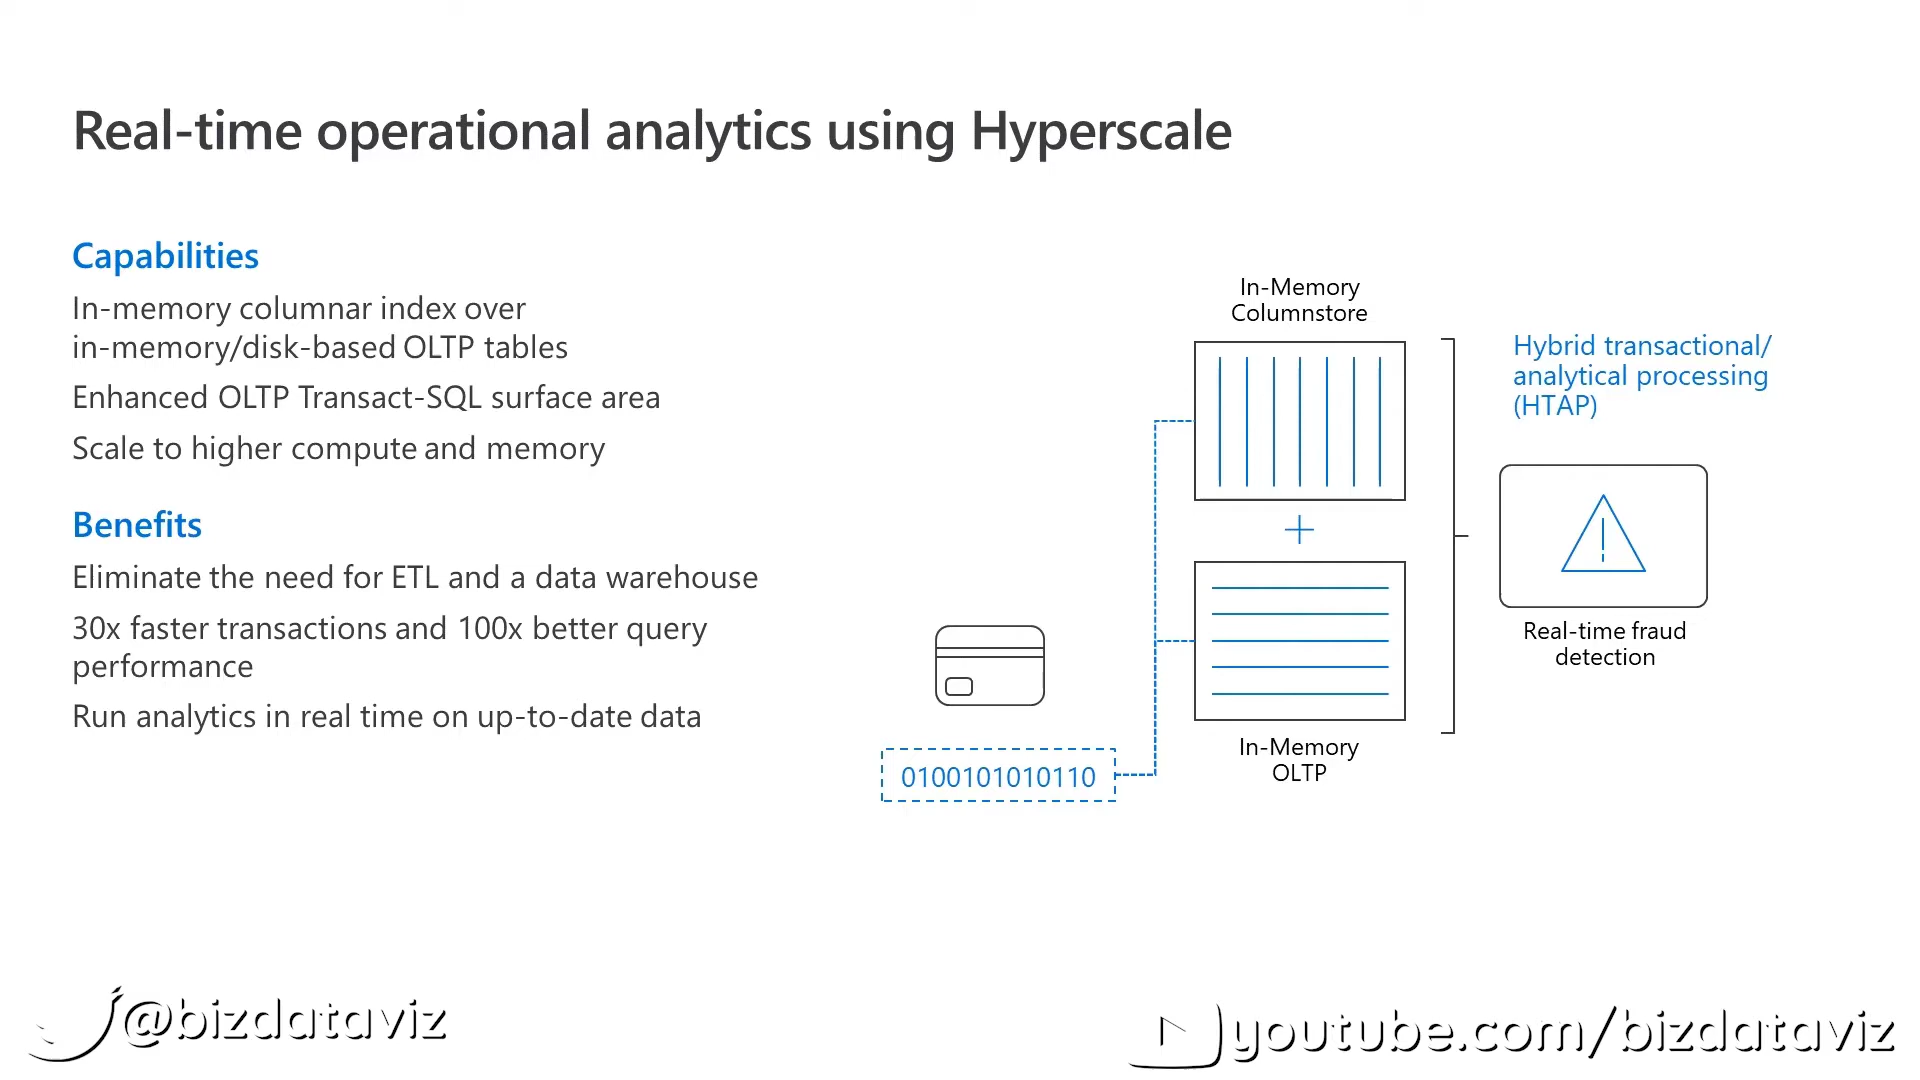 Real-time operational analytics using Hyperscale
Capabilities
In-memory columnar index over
in-memory/disk-based OLTP tables
Enhanced OLTP Transact-SQL surface area
Scale to higher compute and memory
Benefits
Eliminate the need for ETL and a data warehouse
30x faster transactions and 100x better query
performance
Run analytics in real time on up-to-date data
0100101010110
In-Memory
Columnstore
+
In-Memory
OLTP
Hybrid transactional/
analytical processing
(HTAP)
Real-time fraud
detection
@bizdataviz
youtube.com/bizdataviz